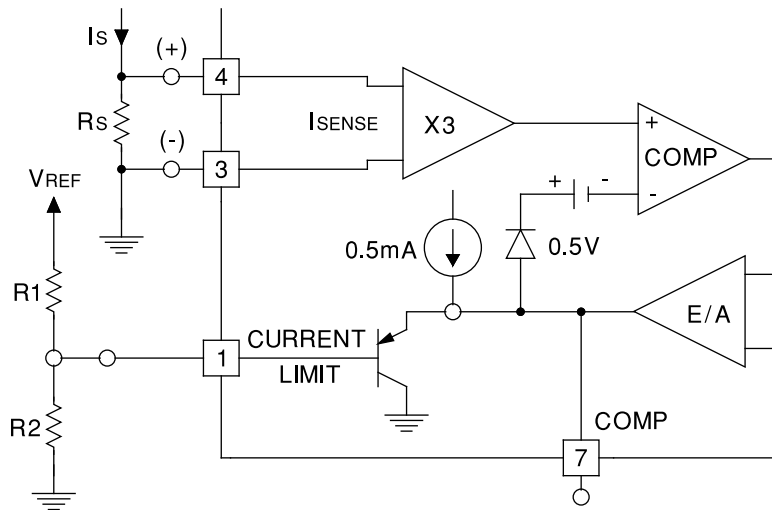 Is
(+)
4
Rs
(-)
3
ISENSE
X3
+
COMP
-
VREF
+
-
0.5mA
0.5V
R1
E/A
1
CURRENT
LIMIT
R2
COMP
7